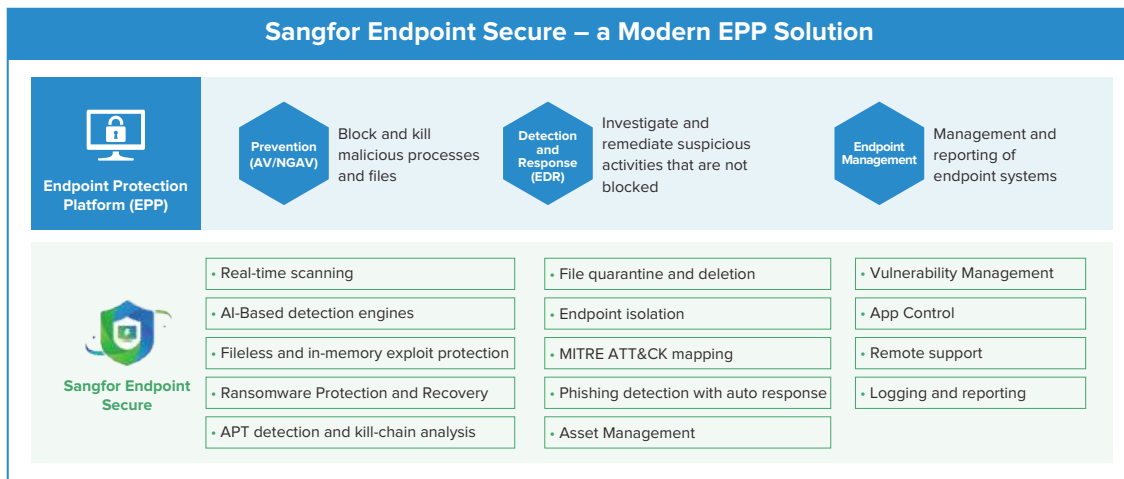 Sangfor Endpoint Secure – a Modern EPP Solution
Endpoint Protection
Platform (EPP)
Prevention
(AV/NGAV)
Block and kill
malicious processes
and files
Detection
and
Response
(EDR)
Investigate and
remediate suspicious
activities that are not
blocked
Endpoint
Management
Management and
reporting of
endpoint systems
Sangfor Endpoint
Secure
• Real-time scanning
• AI-Based detection engines
• Fileless and in-memory exploit protection
• Ransomware Protection and Recovery
• APT detection and kill-chain analysis
• File quarantine and deletion
• Endpoint isolation
• MITRE ATT&CK mapping
• Phishing detection with auto response
• Asset Management
• Vulnerability Management
• App Control
• Remote support
• Logging and reporting